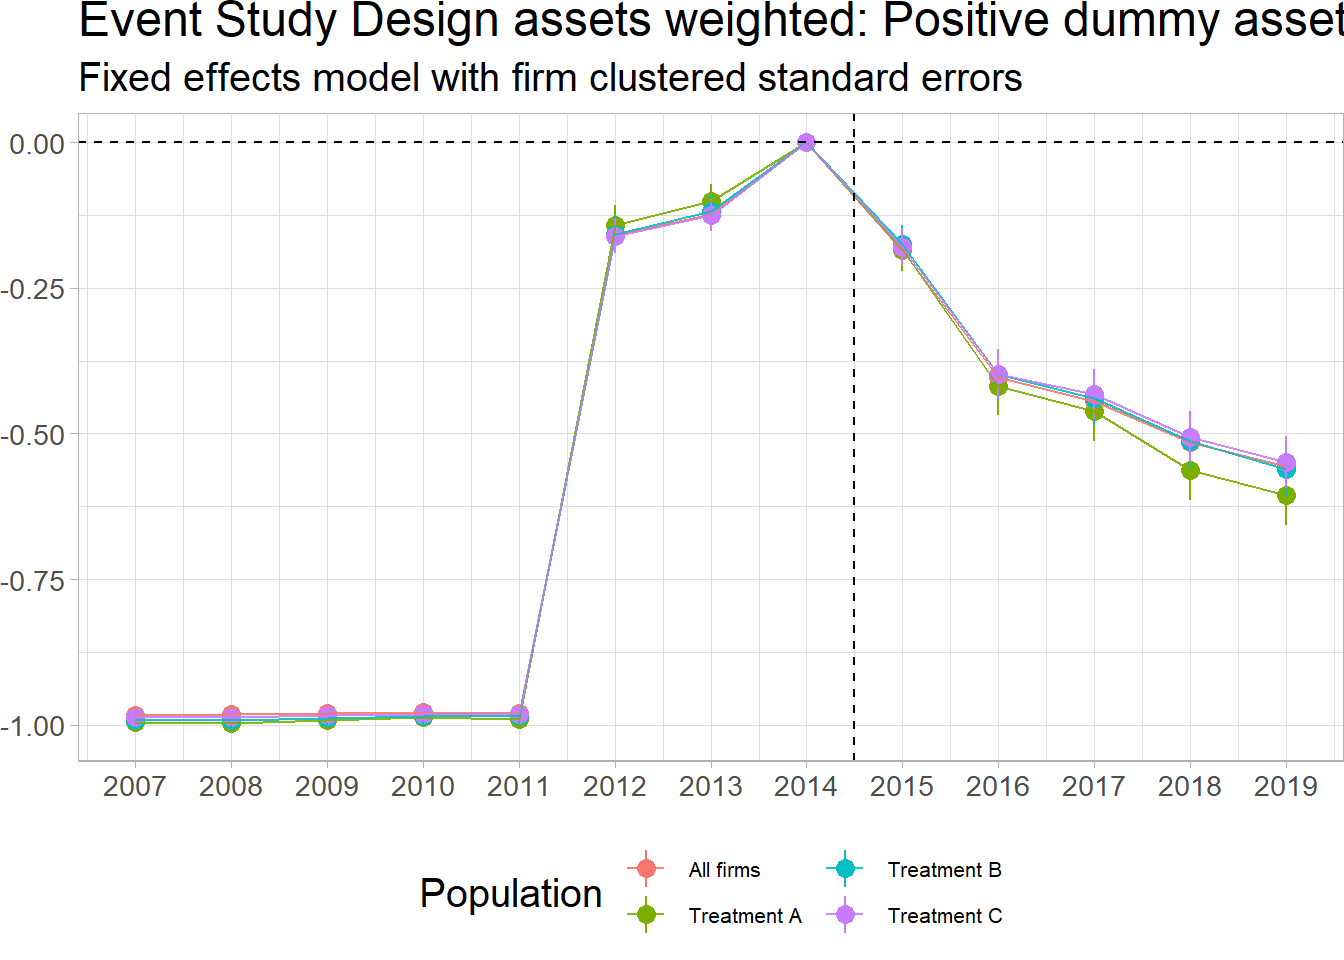 Event Study Design assets weighted: Positive dummy asset
Fixed effects model with firm clustered standard errors
0.00
-0.25
-0.50
-0.75
-1.00
2007 2008 2009 2010 2011 2012 2013 2014 2015 2016 2017 2018 2019
Population
All firms
Treatment A
Treatment B
Treatment C